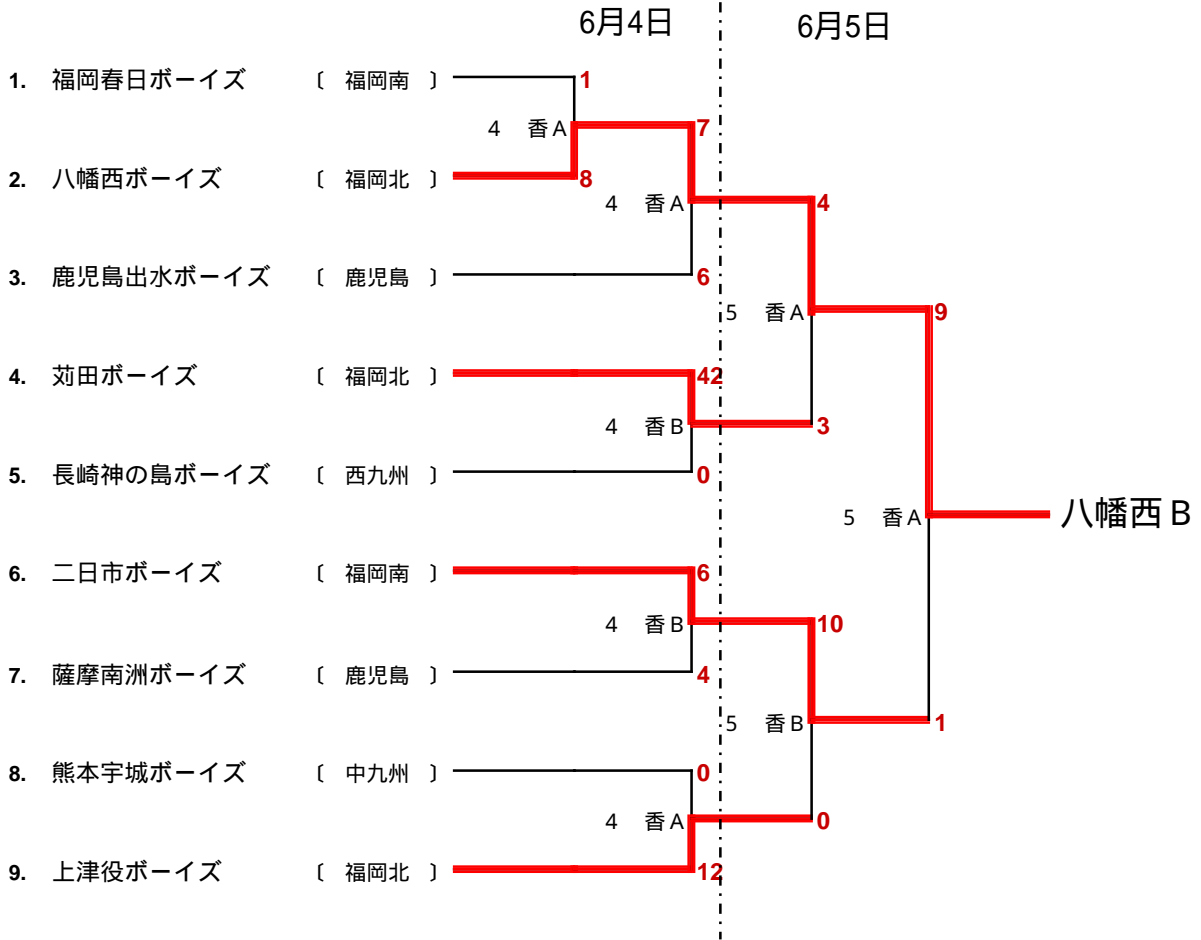 6月4日
6月5日
1. 福岡春日ボーイズ 〔 福岡南 〕 1
4 香A 7
2. 八幡西ボーイズ 〔 福岡北 〕 8
4 香A 4
3. 鹿児島出水ボーイズ 〔 鹿児島 〕 6
5 香A 9
4. 苅田ボーイズ 〔 福岡北 〕 42
4 香B 3
5. 長崎神の島ボーイズ 〔 西九州 〕 0
5 香A 八幡西B
6. 二日市ボーイズ 〔 福岡南 〕 6
4 香B 10
7. 薩摩南洲ボーイズ 〔 鹿児島 〕 4
5 香B 1
8. 熊本宇城ボーイズ 〔 中九州 〕 0
4 香A 0
9. 上津役ボーイズ 〔 福岡北 〕 12